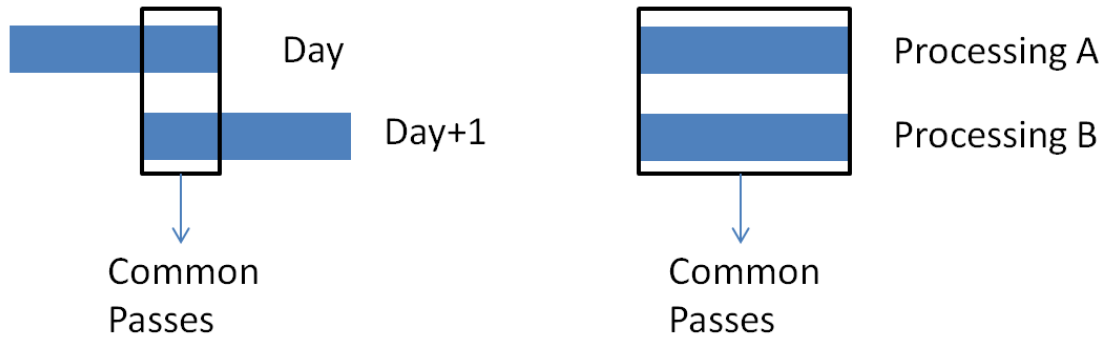 Day
Day+1
Common
Passes
Processing A
Processing B
Common
Passes